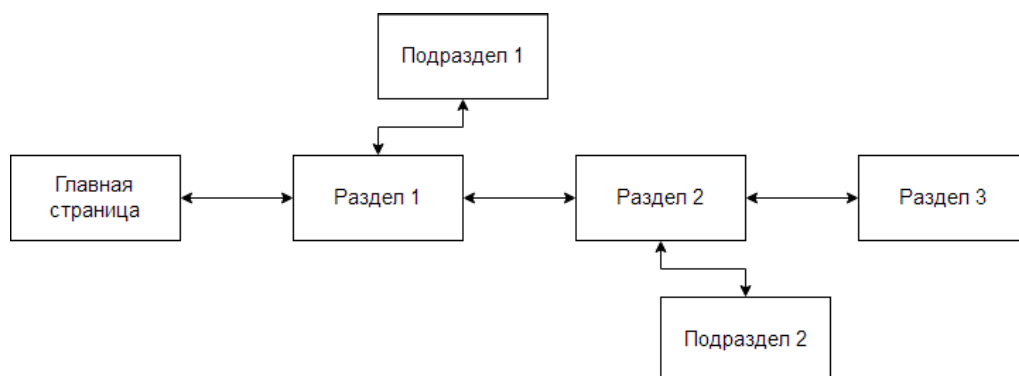 Подраздел 1
Главная
страница
Раздел 1
Раздел 2
Раздел 3
Подраздел 2